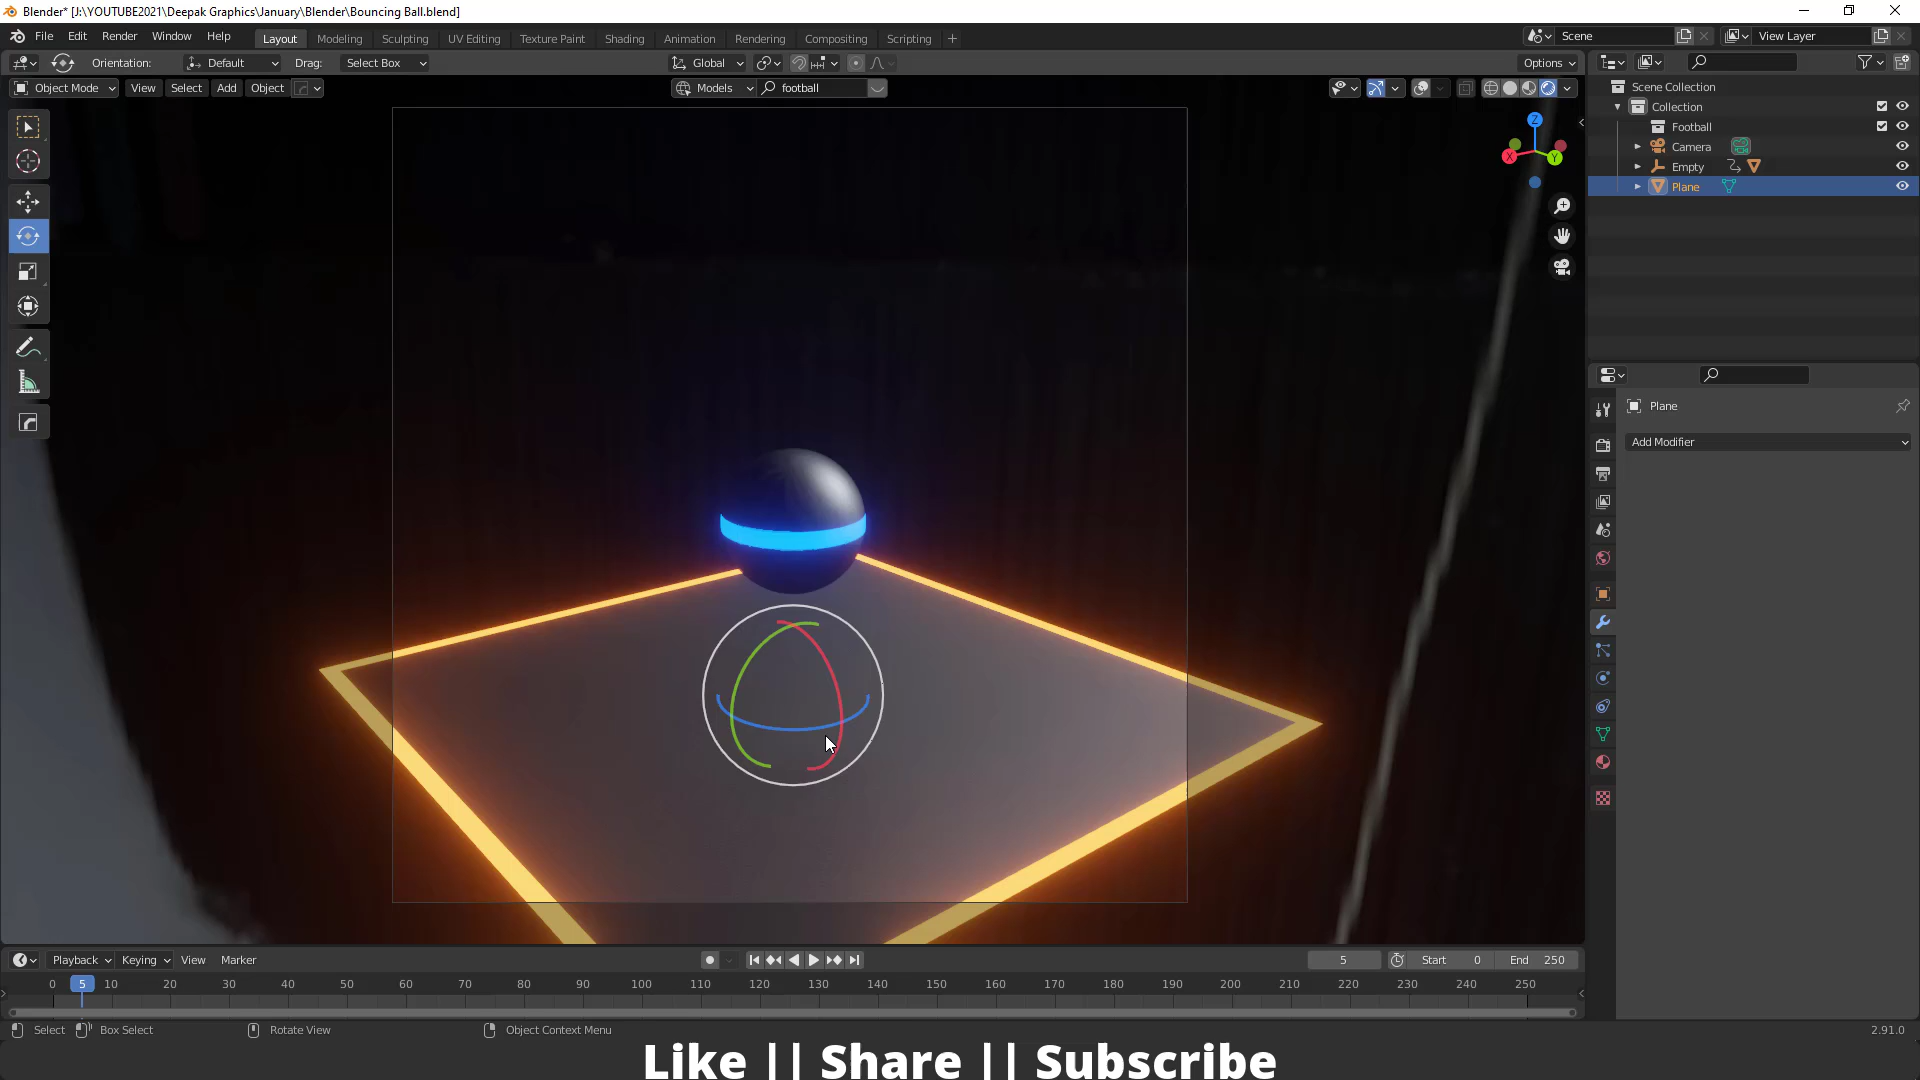 Blender* [J:\YOUTUBE2021\Deepak Graphics\January\Blender\Bouncing Ball.blend]
File Edit Render Window Help Layout Modeling Sculpting UV Editing Texture Paint Shading Animation Rendering Compositing Scripting + Scene View Layer
Orientation: Default Drag: Select Box Global Options
Object Mode View Select Add Object Models football
Scene Collection
Collection
Football
Camera
Empty
Plane
Z
X
Y
Plane
Add Modifier
Playback Keying View Marker 5 Start 0 End 250
0 5 10 20 30 40 50 60 70 80 90 100 110 120 130 140 150 160 170 180 190 200 210 220 230 240 250
Select Box Select Rotate View Object Context Menu 2.91.0
Like || Share || Subscribe